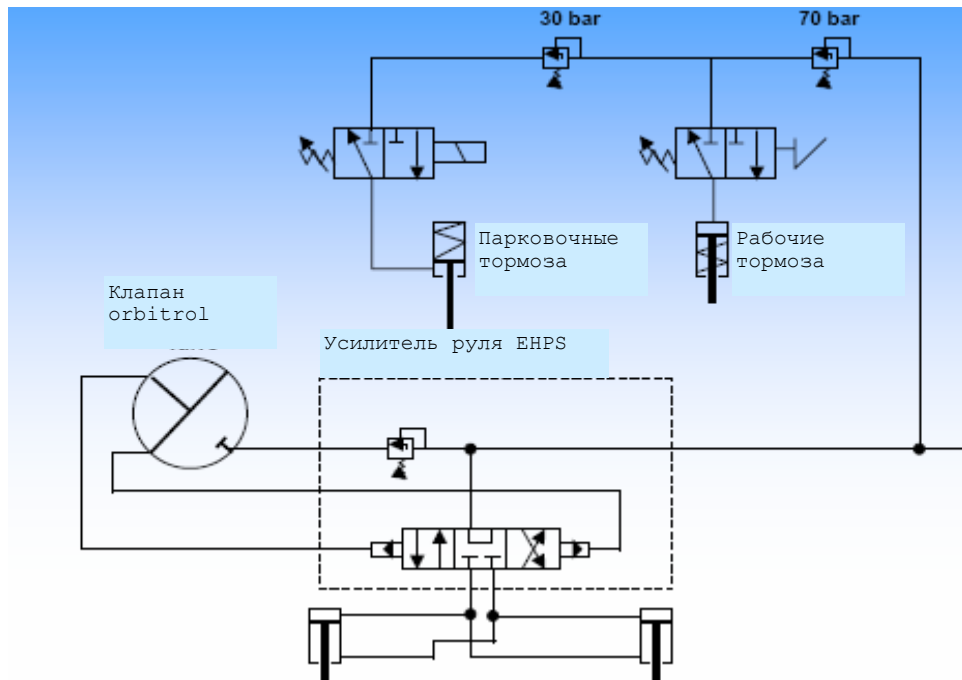 30 bar
70 bar
Парковочные
тормоза
Рабочие
тормоза
Клапан
orbitrol
Усилитель руля EHPS